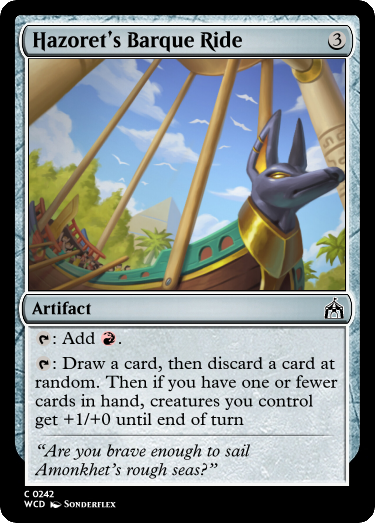 Hazoret's Barque Ride 3
Artifact
: Add .
: Draw a card, then discard a card at
random. Then if you have one or fewer
cards in hand, creatures you control
get +1/+0 until end of turn
“Are you brave enough to sail
Amonkhet's rough seas?”
C 0242
WCD Sonderflex